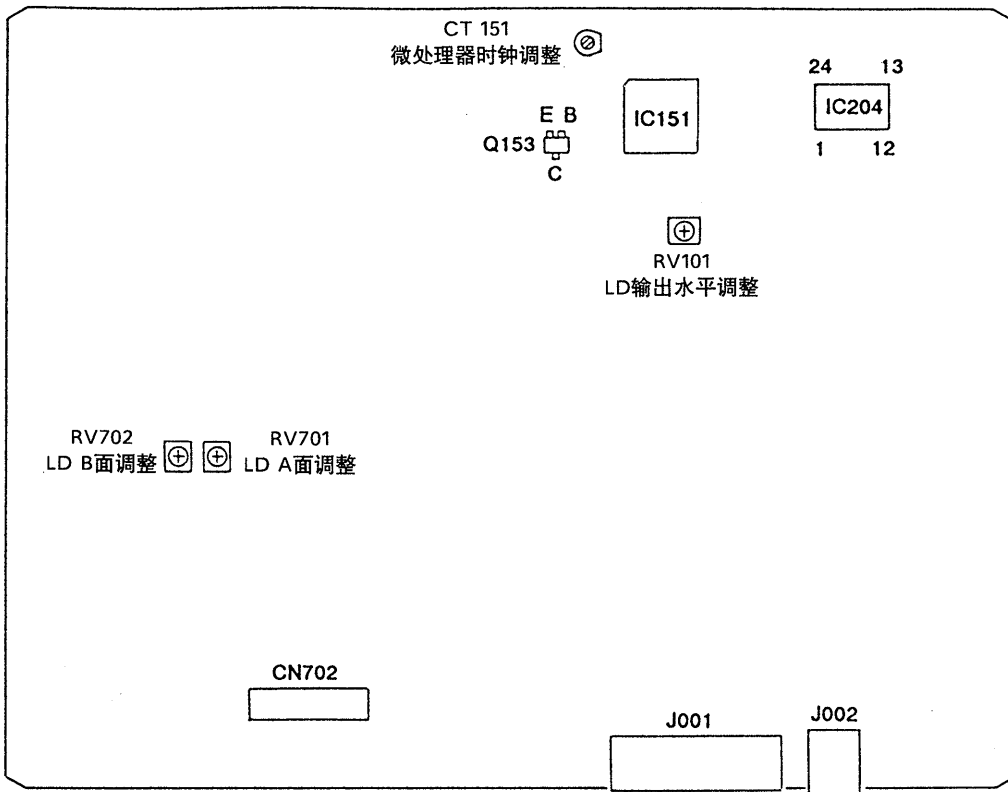 CT 151
微处理器时钟调整
24 13
IC204
1 12
IC151
E B
Q153
C
RV101
LD输出水平调整
RV702
LD B面调整
RV701
LD A面调整
CN702
J001
J002